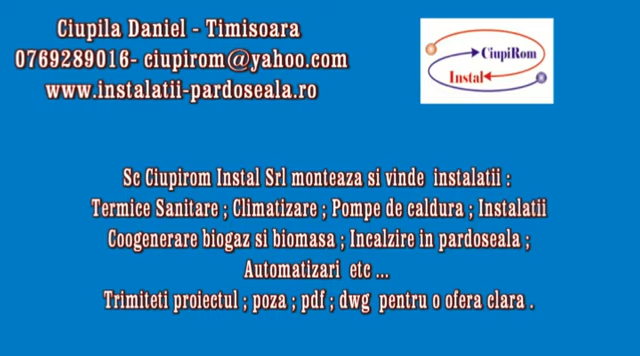 Ciupila Daniel - Timisoara
0769289016- ciupirom@yahoo.com
www.instalatii-pardoseala.ro
CiupiRom
Instal
Sc Ciupirom Instal Srl monteaza si vinde instalatii :
Termice Sanitare ; Climatizare ; Pompe de caldura ; Instalatii
Coogenerare biogaz si biomasa ; Incalzire in pardoseala ;
Automatizari etc ...
Trimiteti proiectul ; poza ; pdf ; dwg pentru o ofera clara .